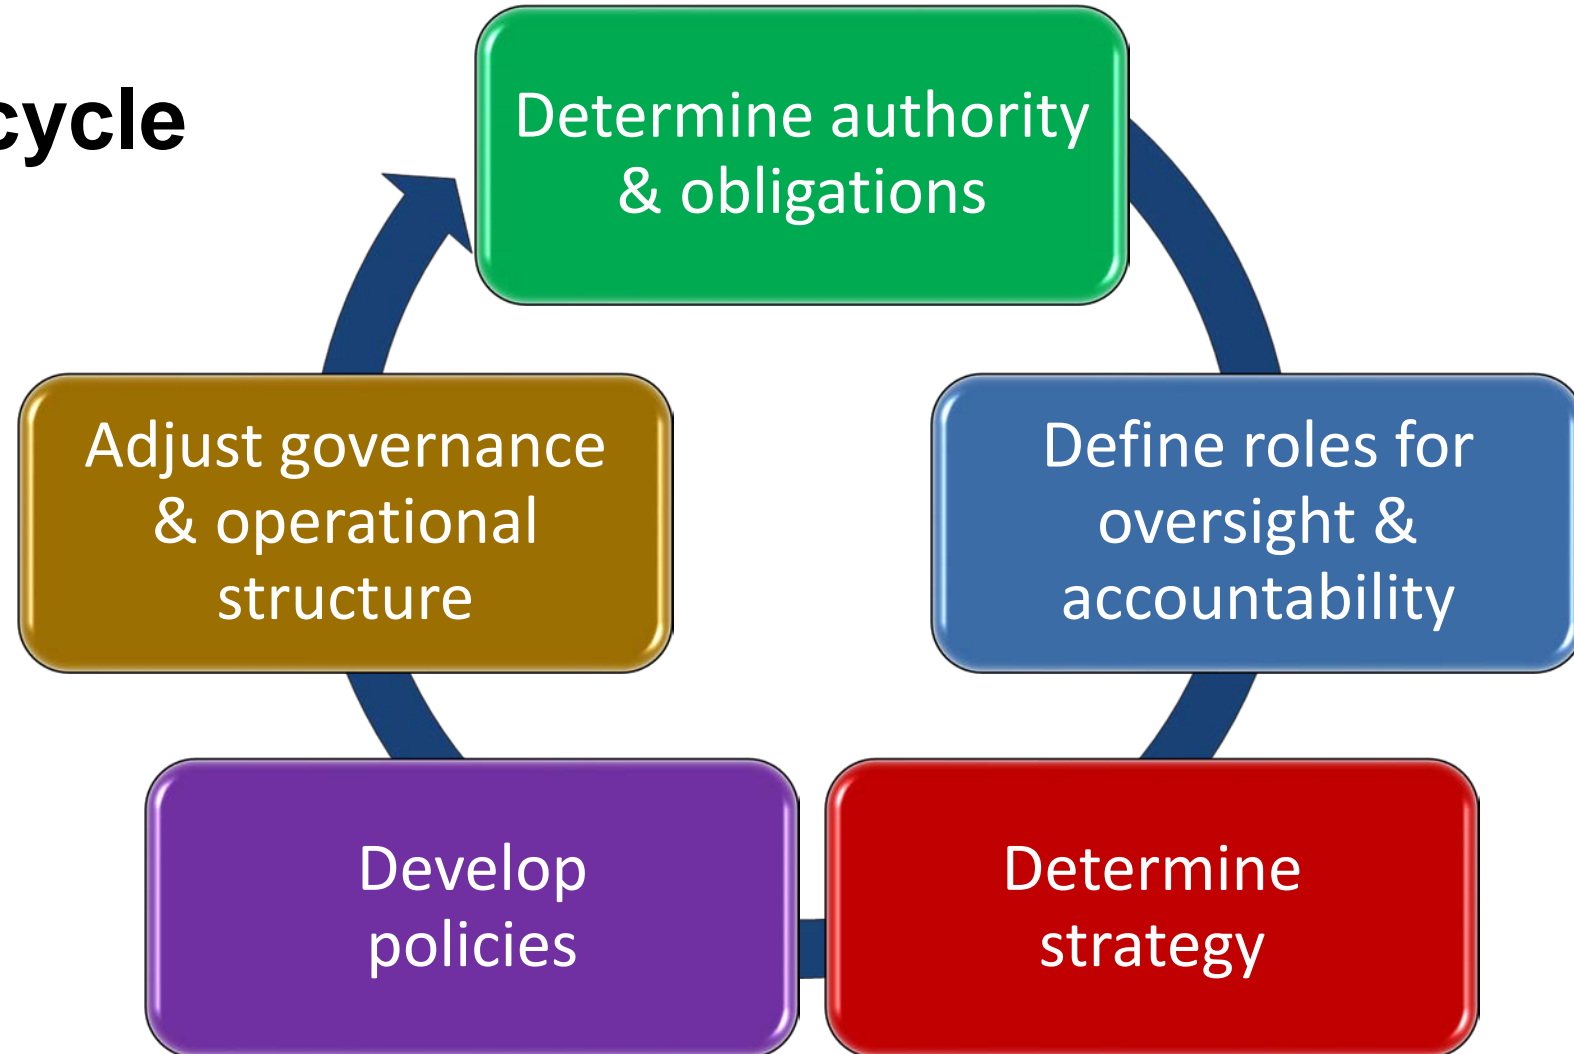 cycle
Determine authority
& obligations
Adjust governance
& operational
structure
Define roles for
oversight &
accountability
Develop
policies
Determine
strategy